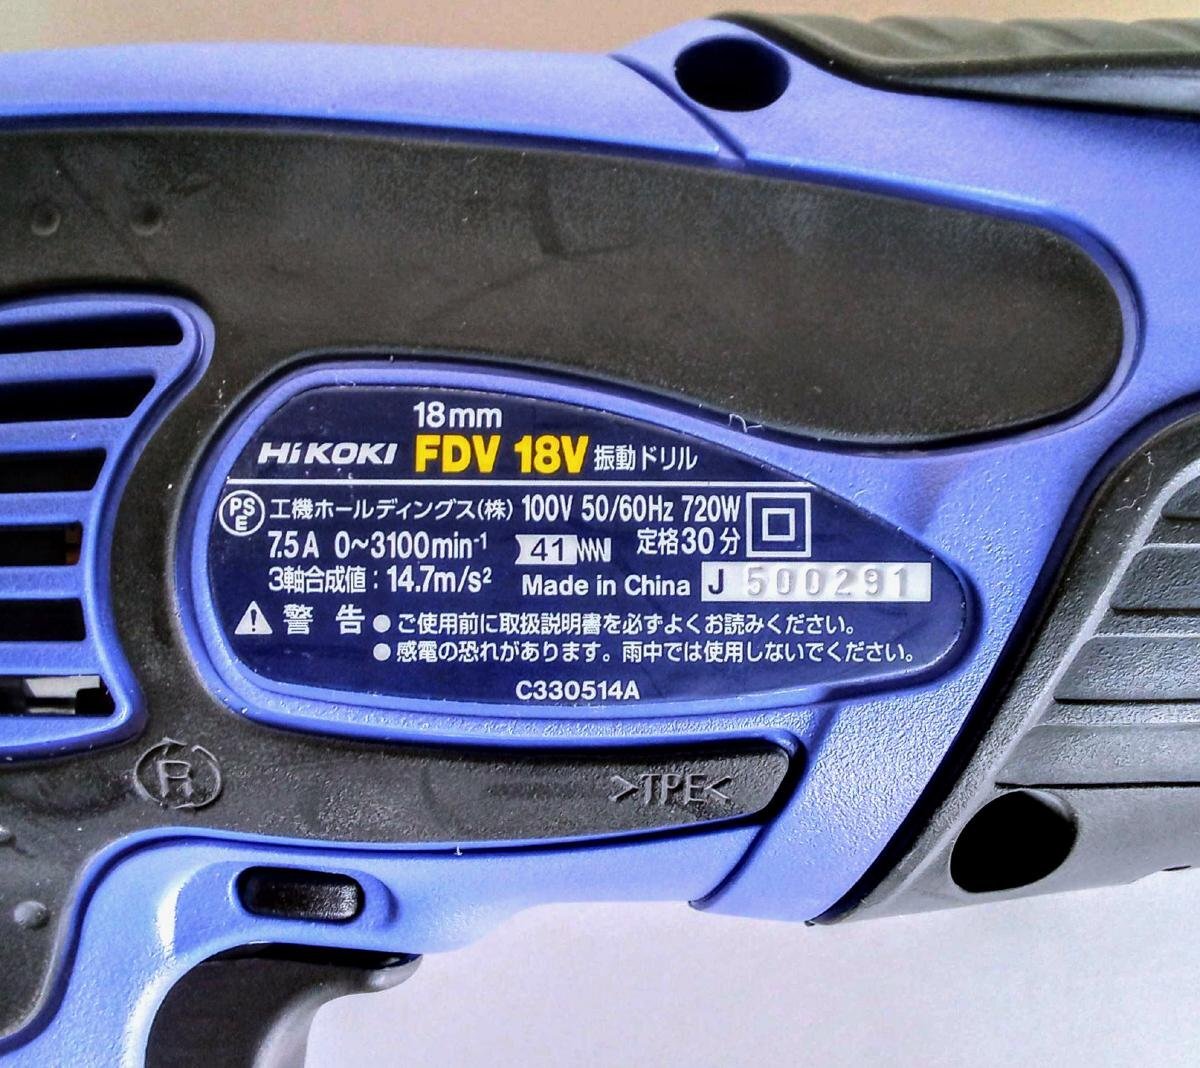 18mm
HiKOKI FDV 18V 振動ドリル
PSE 工機ホールディングス(株) 100V 50/60Hz 720W
7.5A 0~3100min-1 41 定格30分
3軸合成値：14.7m/s² Made in China J 500291
警告 ●ご使用前に取扱説明書を必ずよくお読みください。
●感電の恐れがあります。雨中では使用しないでください。
C330514A
R
>TPE<